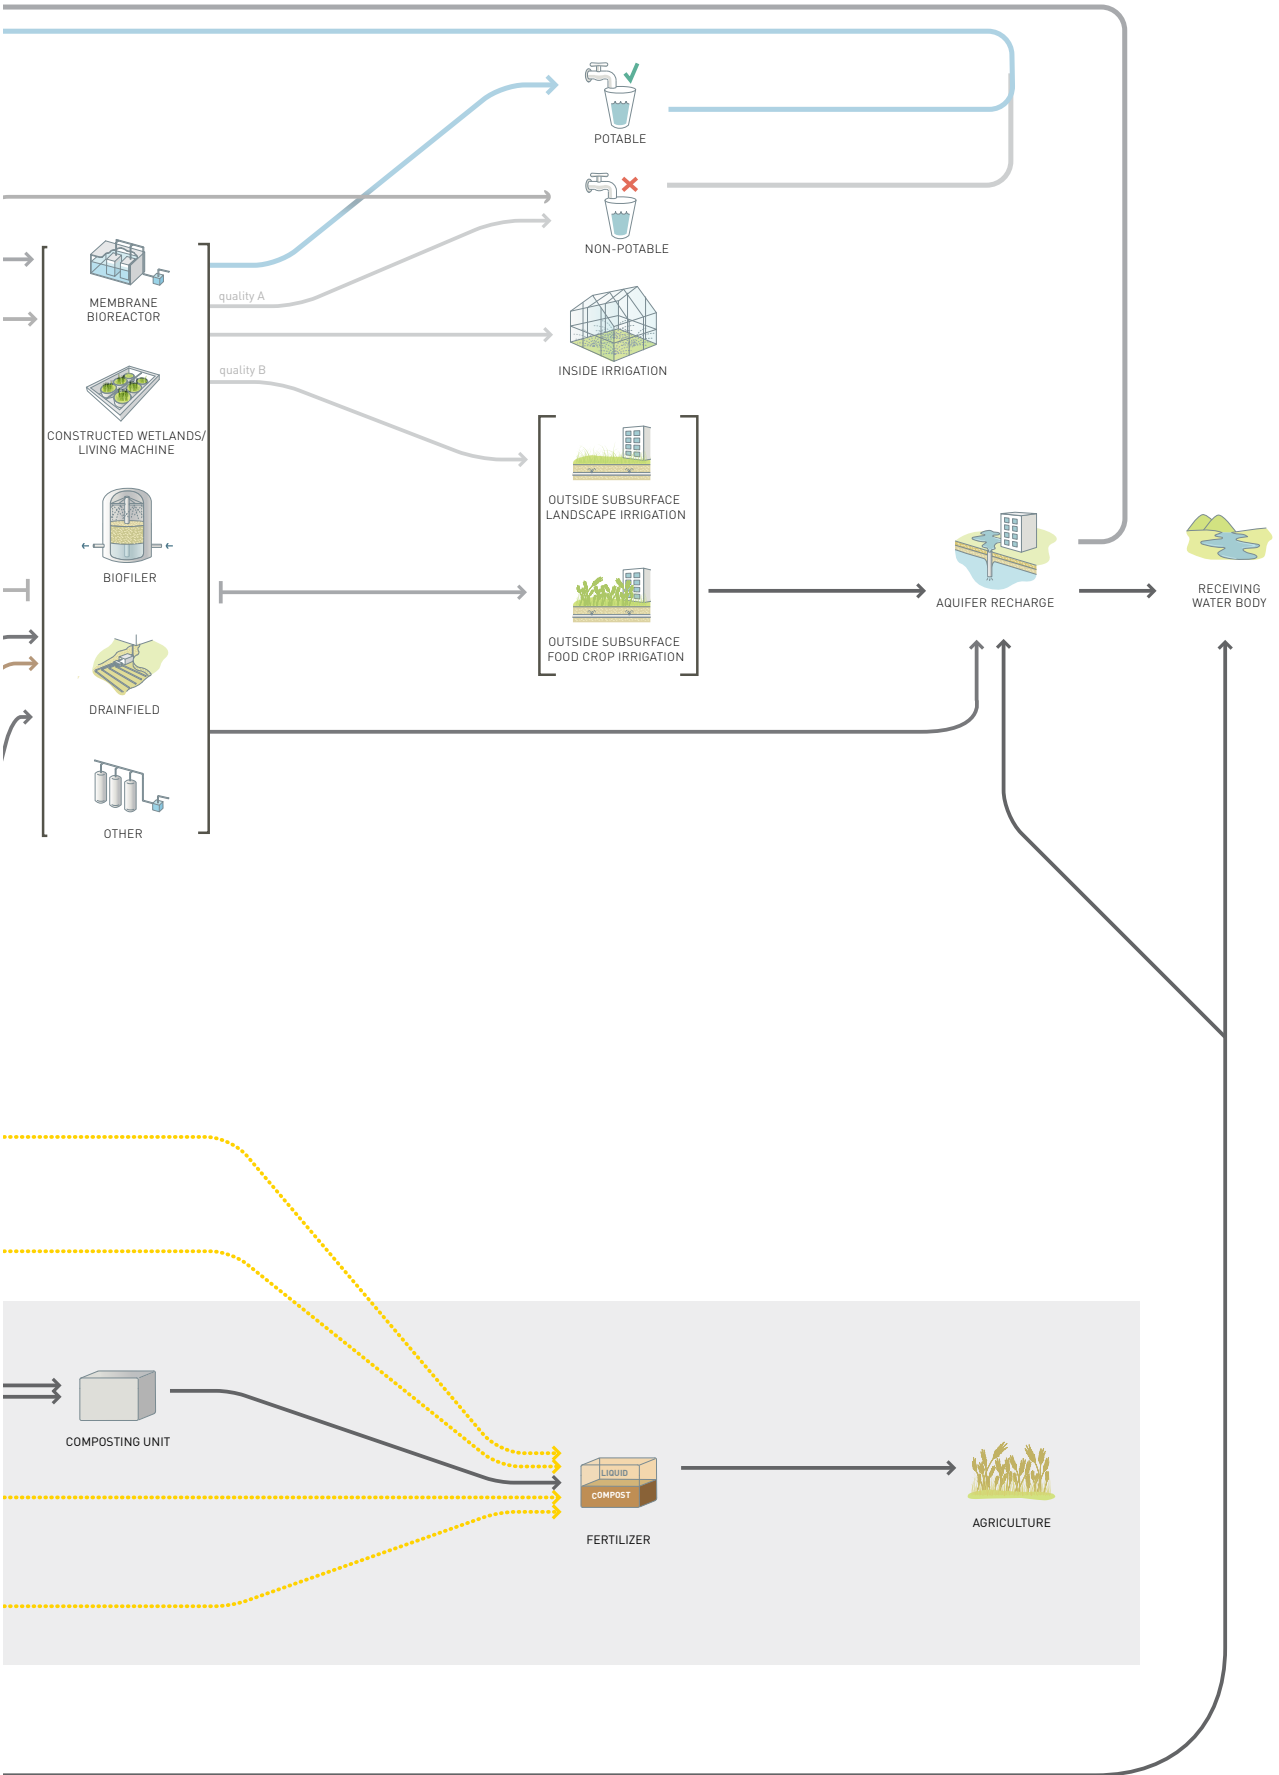 POTABLE
NON-POTABLE
MEMBRANE
BIOREACTOR
quality A
INSIDE IRRIGATION
quality B
CONSTRUCTED WETLANDS/
LIVING MACHINE
OUTSIDE SUBSURFACE
LANDSCAPE IRRIGATION
BIOFILER
AQUIFER RECHARGE
RECEIVING
WATER BODY
OUTSIDE SUBSURFACE
FOOD CROP IRRIGATION
DRAINFIELD
OTHER
COMPOSTING UNIT
LIQUID
COMPOST
FERTILIZER
AGRICULTURE